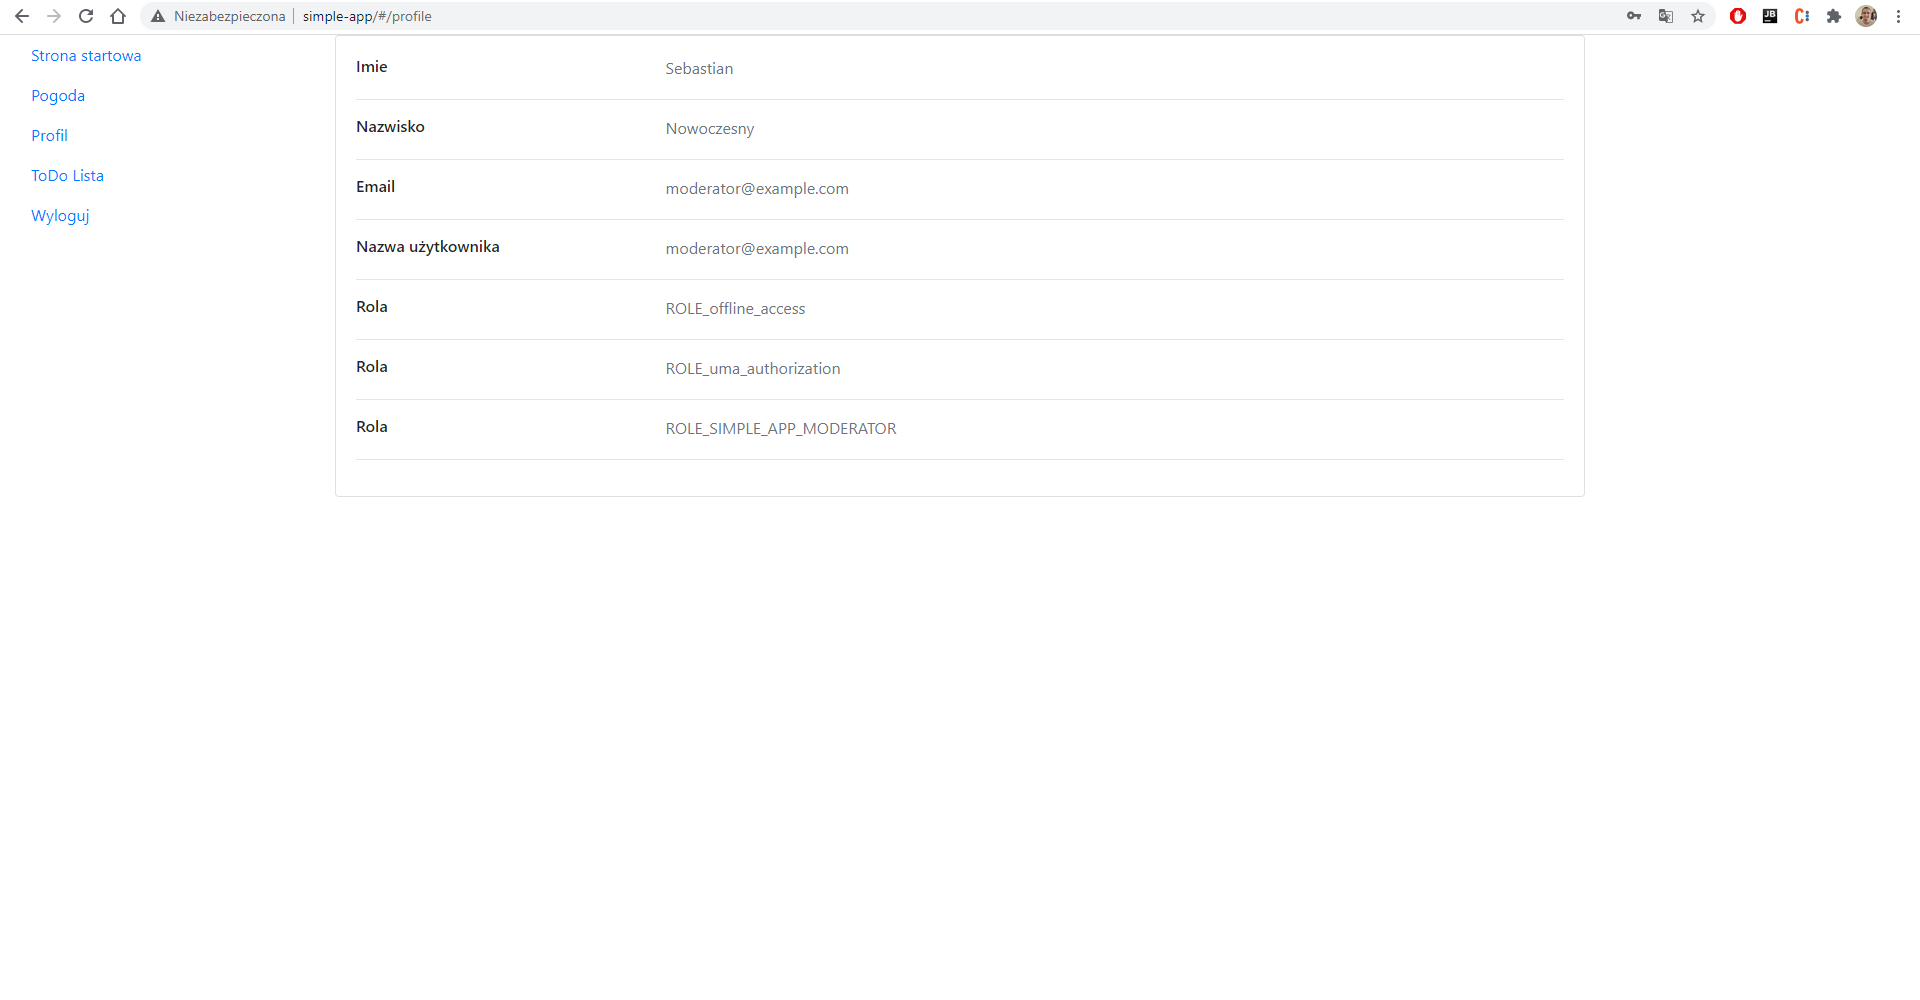 Niezabezpieczona simple-app/#/profile
JB
Strona startowa
Pogoda
Profil
ToDo Lista
Wyloguj
Imie Sebastian
Nazwisko Nowoczesny
Email moderator@example.com
Nazwa użytkownika moderator@example.com
Rola ROLE_offline_access
Rola ROLE_uma_authorization
Rola ROLE_SIMPLE_APP_MODERATOR